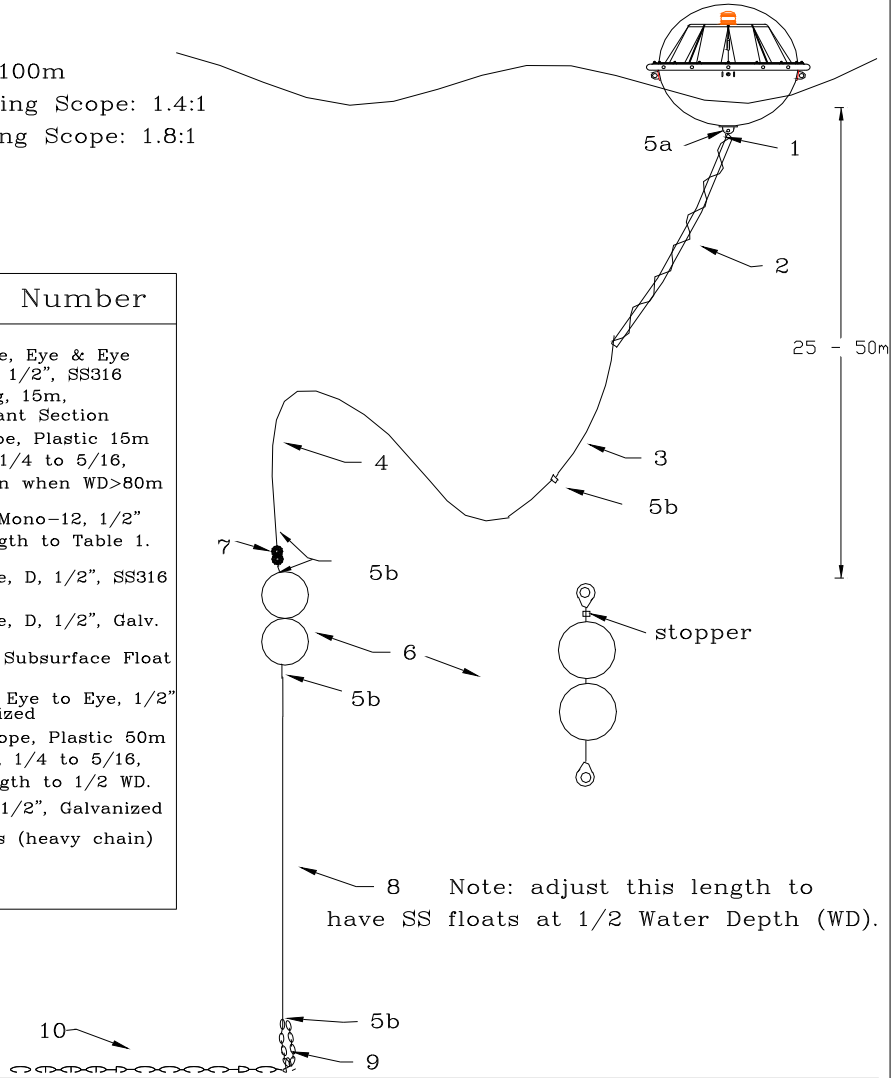 100m
ing Scope: 1.4:1
ng Scope: 1.8:1
5a
1
2
25 - 50m
3
4
5b
7
5b
6
stopper
5b
Number
e, Eye & Eye
1/2", SS316
g, 15m,
ant Section
pe, Plastic 15m
1/4 to 5/16,
n when WD>80m
Mono-12, 1/2"
gth to Table 1.
e, D, 1/2", SS316
e, D, 1/2", Galv.
Subsurface Float
Eye to Eye, 1/2"
ized
ope, Plastic 50m
, 1/4 to 5/16,
gth to 1/2 WD.
1/2", Galvanized
s (heavy chain)
8 Note: adjust this length to
have SS floats at 1/2 Water Depth (WD).
5b
10
9